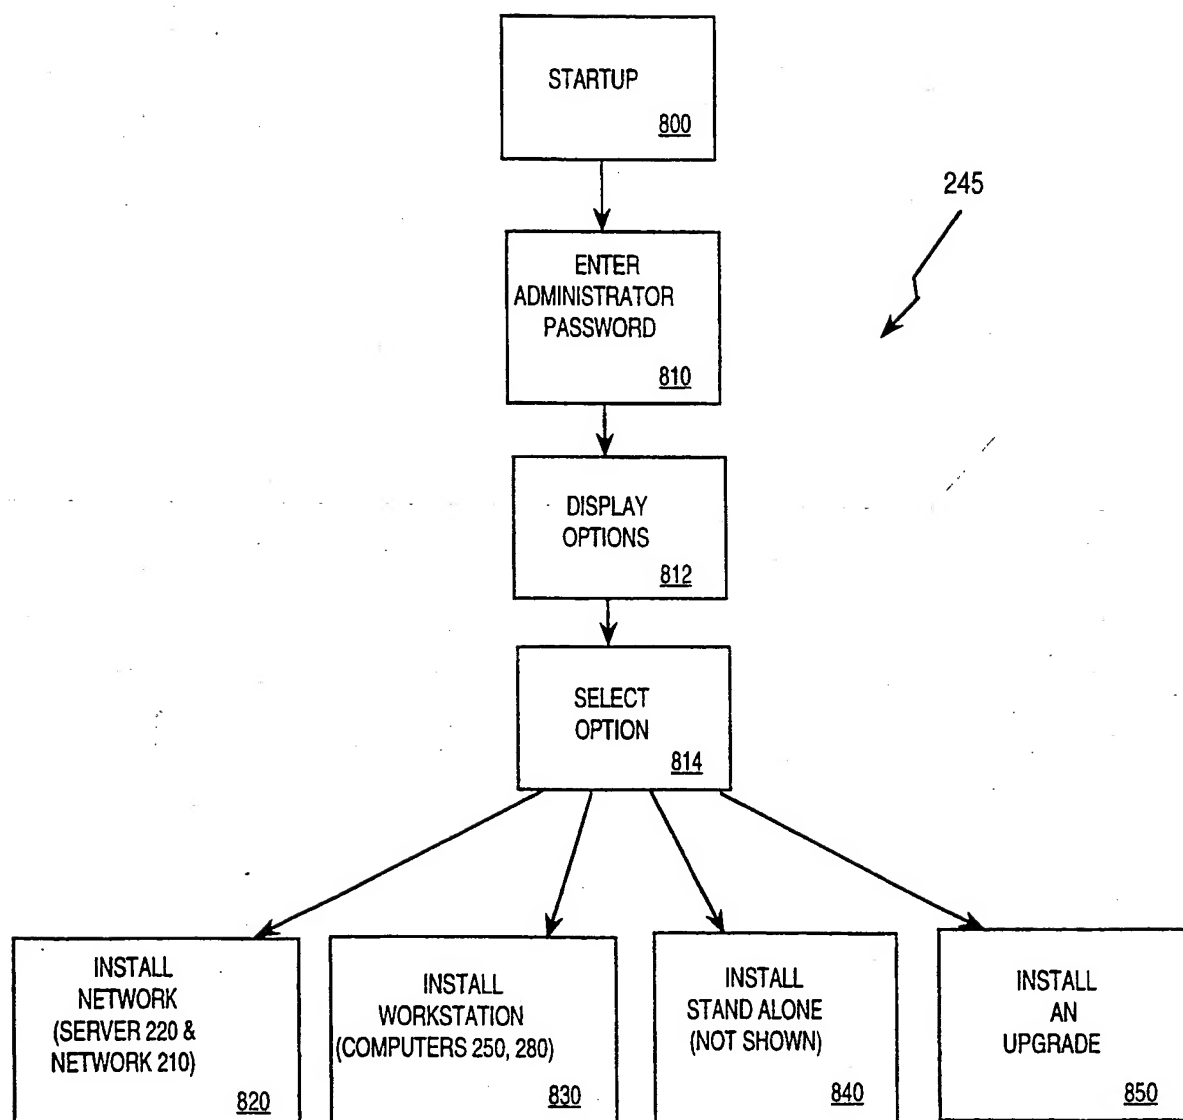 STARTUP
800
245
ENTER
ADMINISTRATOR
PASSWORD
810
DISPLAY
OPTIONS
812
SELECT
OPTION
814
INSTALL
NETWORK
(SERVER 220 &
NETWORK 210)
820
INSTALL
WORKSTATION
(COMPUTERS 250, 280)
830
INSTALL
STAND ALONE
(NOT SHOWN)
840
INSTALL
AN
UPGRADE
850